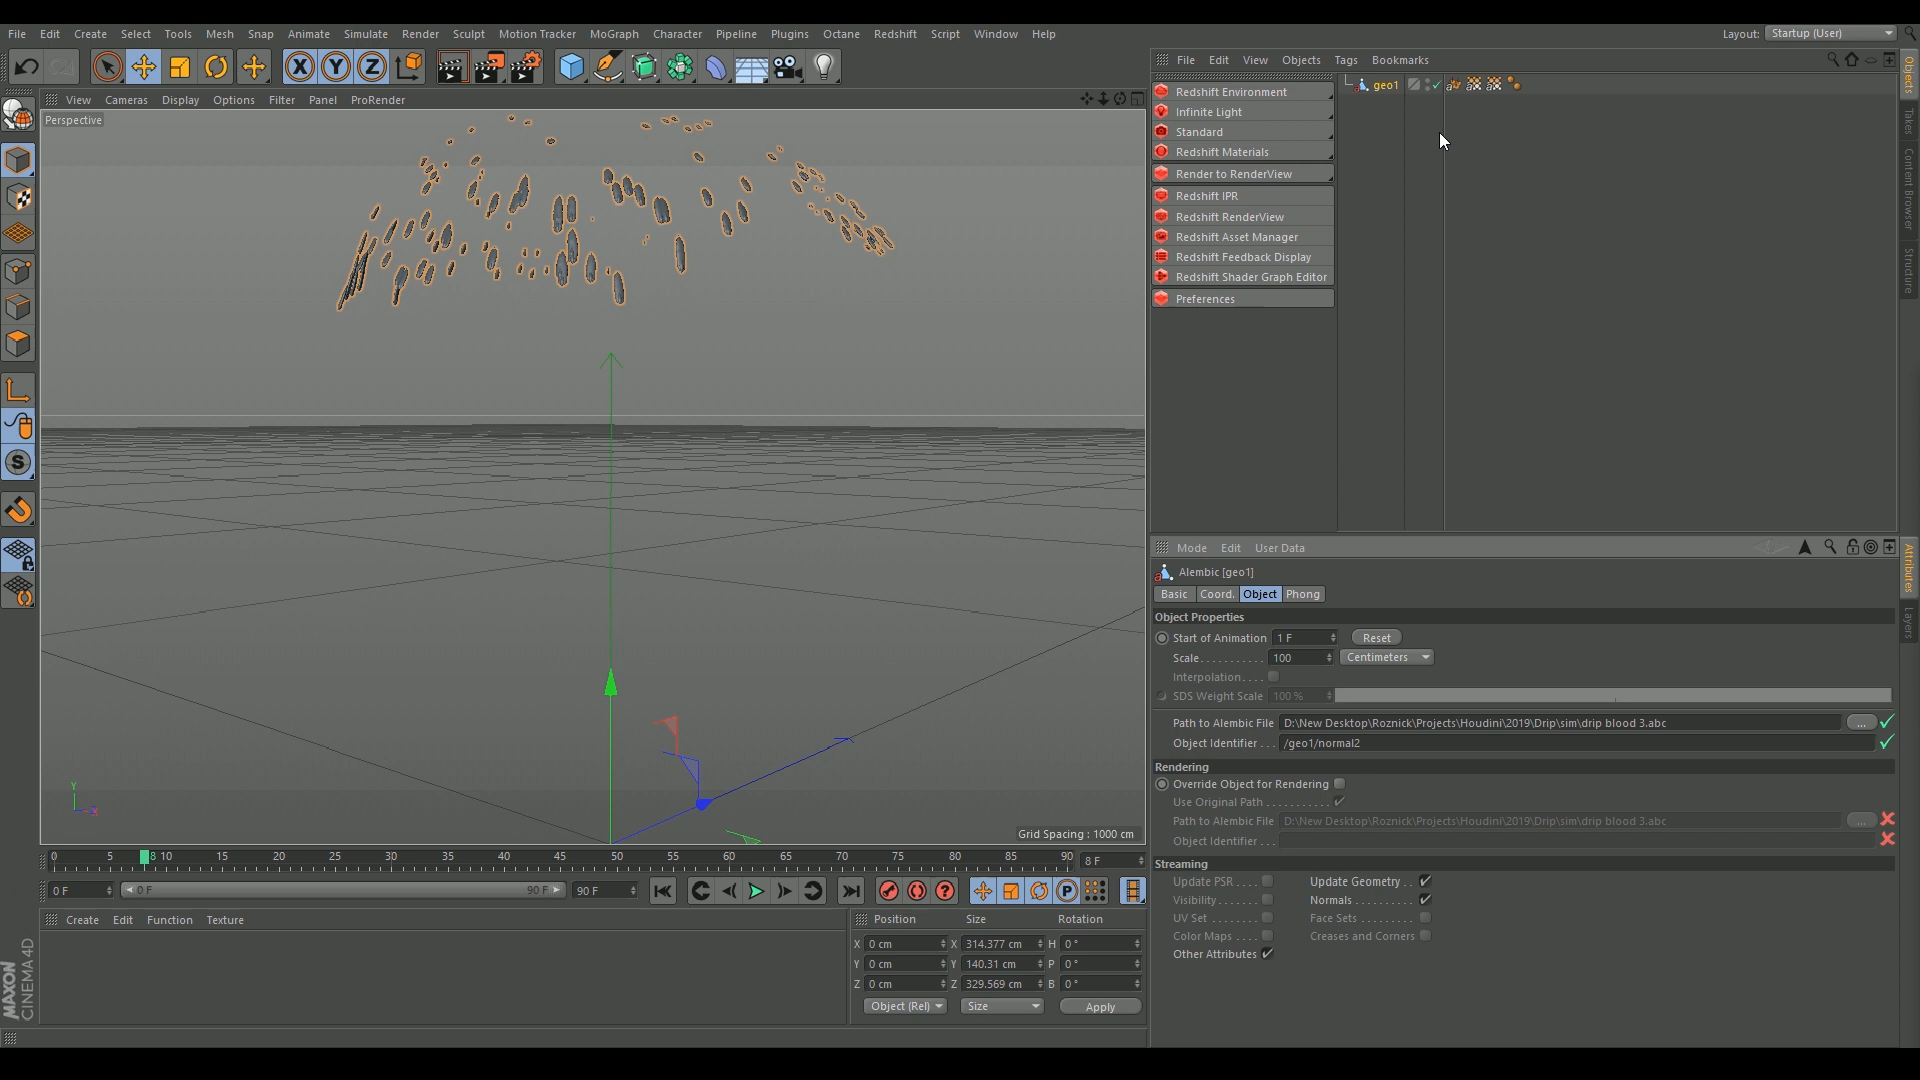 File Edit Create Select Tools Mesh Snap Animate Simulate Render Sculpt Motion Tracker MoGraph Character Pipeline Plugins Octane Redshift Script Window Help
Layout: Startup (User)
File Edit View Objects Tags Bookmarks
View Cameras Display Options Filter Panel ProRender
Perspective
Redshift Environment
Infinite Light
Standard
Redshift Materials
Render to RenderView
Redshift IPR
Redshift RenderView
Redshift Asset Manager
Redshift Feedback Display
Redshift Shader Graph Editor
Preferences
geo1
Objects
Takes
Content Browser
Structure
Mode Edit User Data
Alembic [geo1]
Basic Coord. Object Phong
Object Properties
Start of Animation 1 F Reset
Scale........... 100 Centimeters
Interpolation....
SDS Weight Scale 100 %
Path to Alembic File D:\New Desktop\Roznick\Projects\Houdini\2019\Drip\sim\drip blood 3.abc ...
Object Identifier... /geo1/normal2
Rendering
Override Object for Rendering
Use Original Path...........
Path to Alembic File D:\New Desktop\Roznick\Projects\Houdini\2019\Drip\sim\drip blood 3.abc ...
Object Identifier...
Streaming
Update PSR.... Update Geometry..
Visibility....... Normals..........
UV Set........ Face Sets........
Color Maps.... Creases and Corners
Other Attributes
Attributes
Layers
Y
X
Grid Spacing : 1000 cm
0 5 8 10 15 20 25 30 35 40 45 50 55 60 65 70 75 80 85 90 8 F
0 F 0 F 90 F 90 F
Create Edit Function Texture
Position Size Rotation
X 0 cm X 314.377 cm H 0 °
Y 0 cm Y 140.31 cm P 0 °
Z 0 cm Z 329.569 cm B 0 °
Object (Rel) Size Apply
MAXON
CINEMA 4D